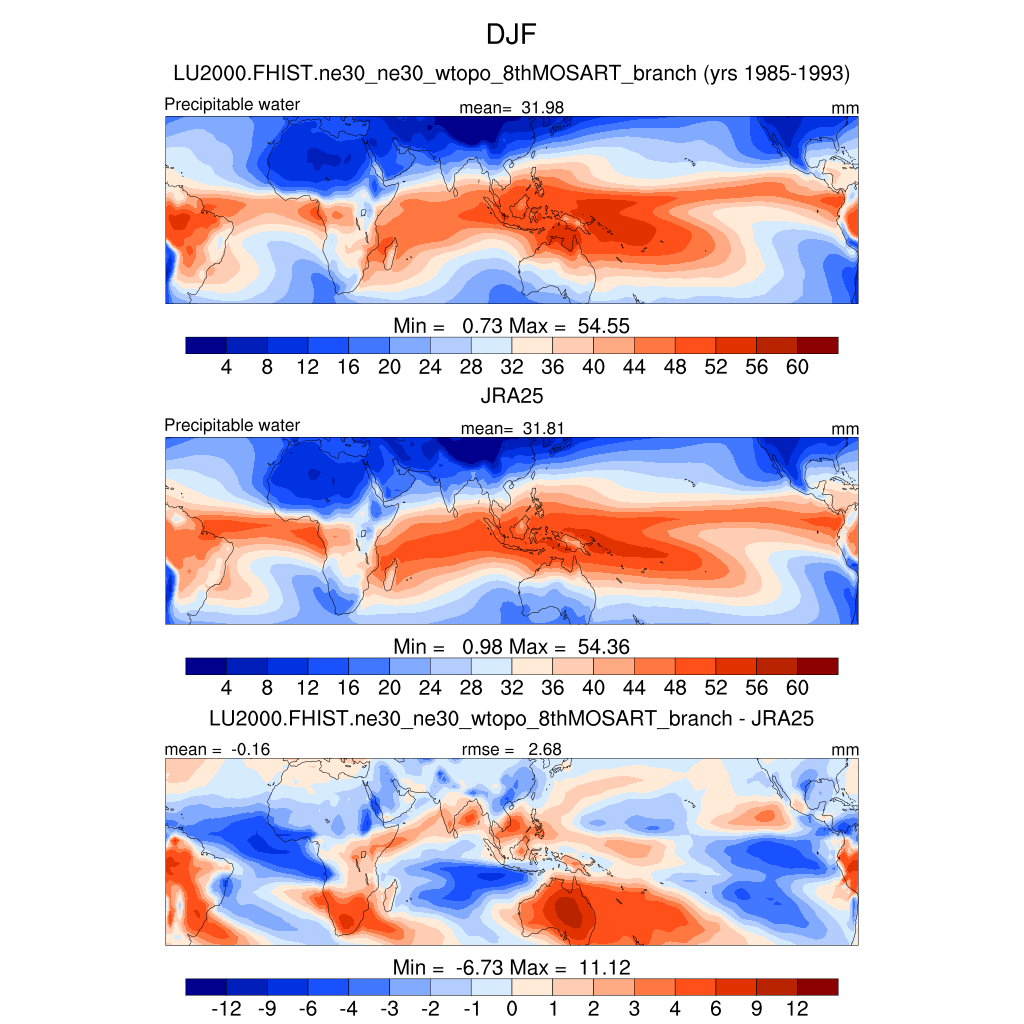 DJF
LU2000.FHIST.ne30_ne30_wtopo_8thMOSART_branch (yrs 1985-1993)
Precipitable water mean= 31.98 mm
Min = 0.73 Max = 54.55
4 8 12 16 20 24 28 32 36 40 44 48 52 56 60
JRA25
Precipitable water mean= 31.81 mm
Min = 0.98 Max = 54.36
4 8 12 16 20 24 28 32 36 40 44 48 52 56 60
LU2000.FHIST.ne30_ne30_wtopo_8thMOSART_branch - JRA25
mean = -0.16 rmse = 2.68 mm
Min = -6.73 Max = 11.12
-12 -9 -6 -4 -3 -2 -1 0 1 2 3 4 6 9 12